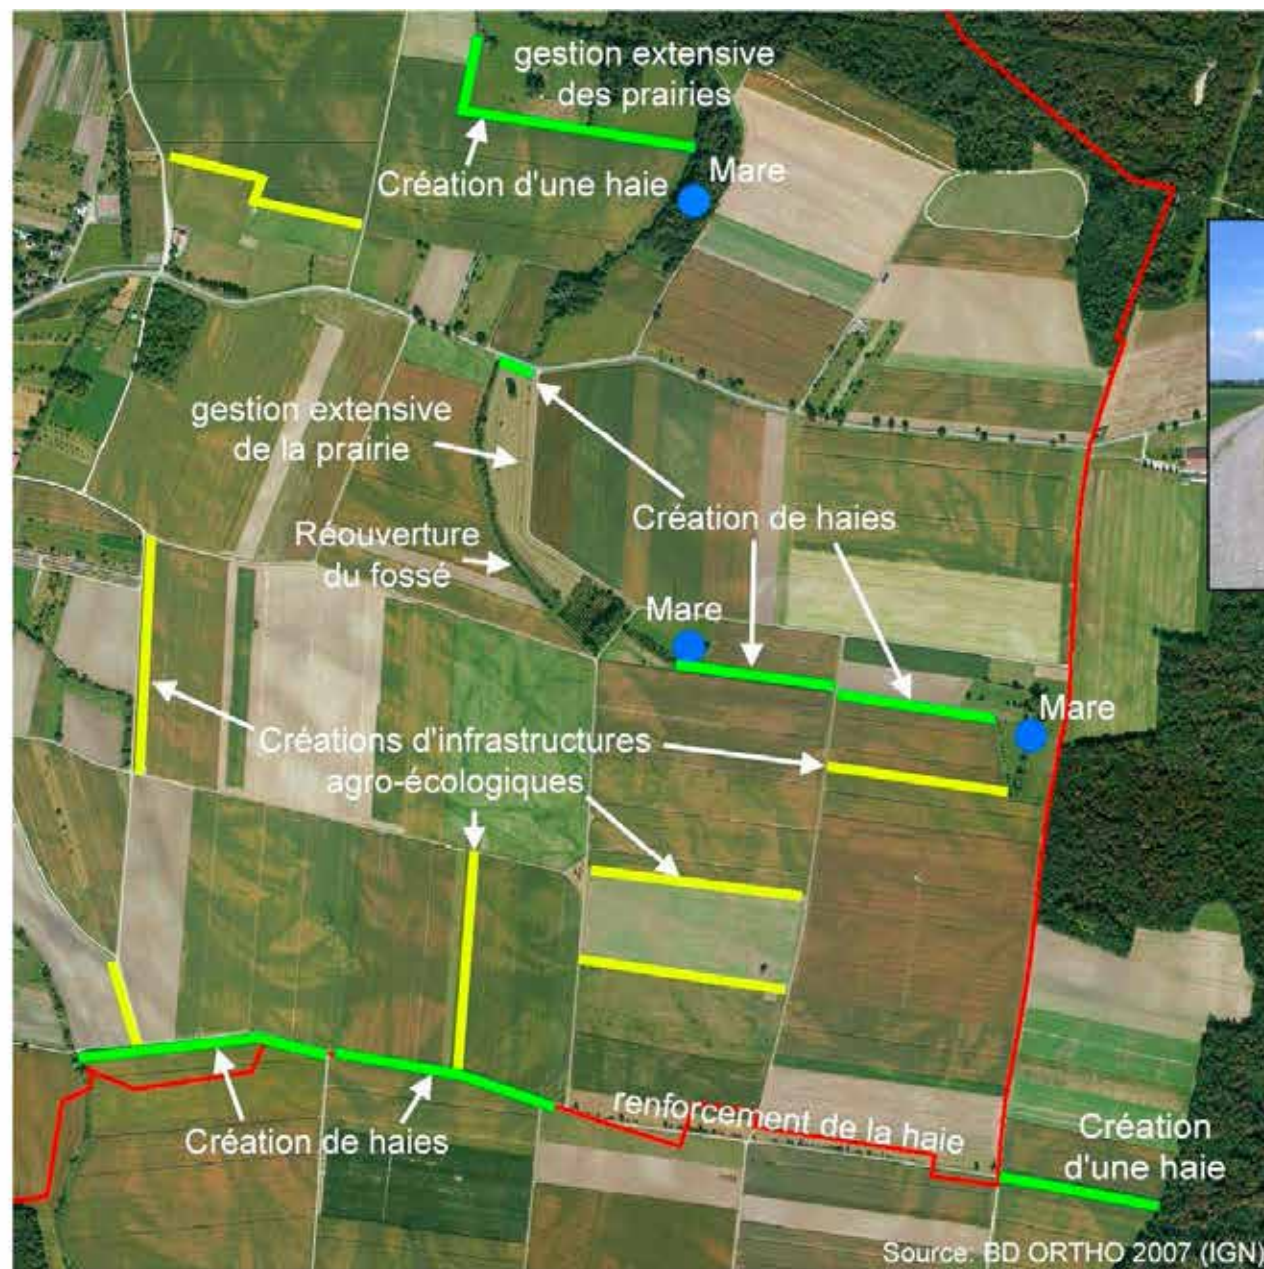 gestion extensive
des prairies
Création d'une haie
Mare
gestion extensive
de la prairie
Création de haies
Réouverture
du fossé
Mare
Mare
Créations d'infrastructures
agro-écologiques
renforcement de la haie
Création
d'une haie
Création de haies
Source: BD ORTHO 2007 (IGN)